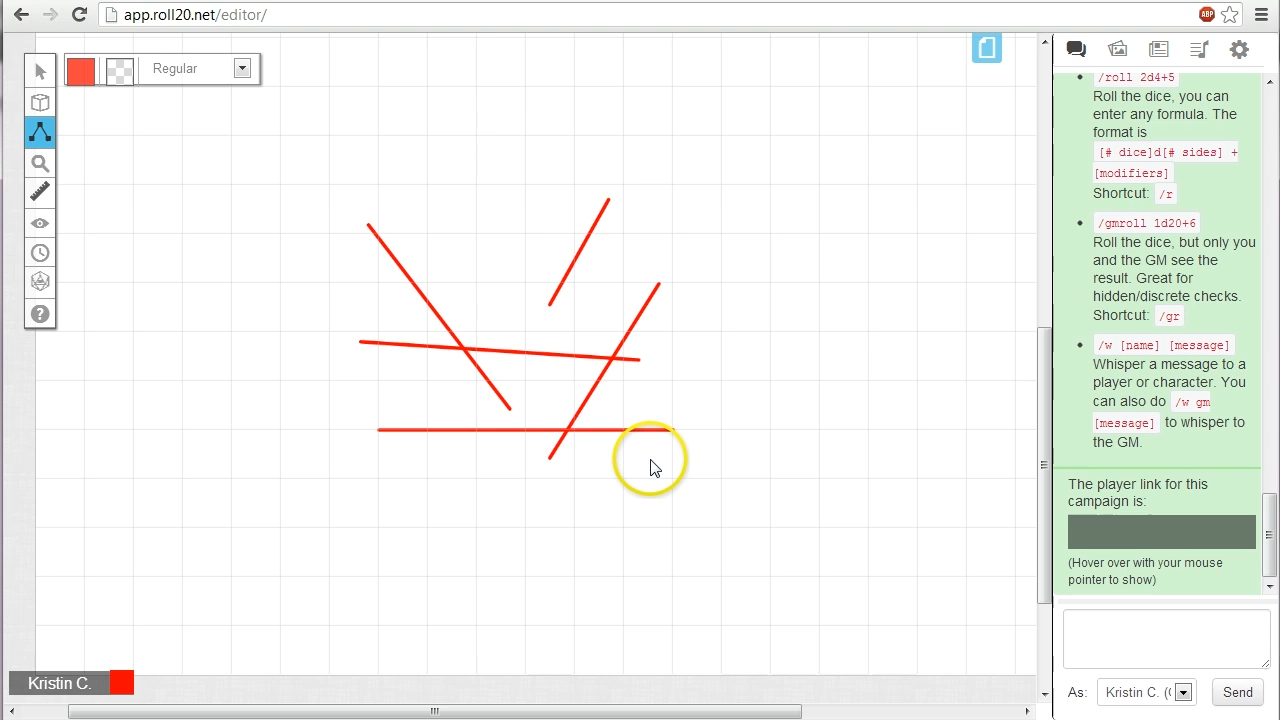 app.roll20.net/editor/
ABP
Regular
/roll 2d4+5
Roll the dice, you can
enter any formula. The
format is
[# dice]d[# sides] +
[modifiers]
Shortcut: /r
/gmroll 1d20+6
Roll the dice, but only you
and the GM see the
result. Great for
hidden/discrete checks.
Shortcut: /gr
/w [name] [message]
Whisper a message to a
player or character. You
can also do /w gm
[message] to whisper to
the GM.
The player link for this
campaign is:
(Hover over with your mouse
pointer to show)
As: Kristin C. (( Send
Kristin C.